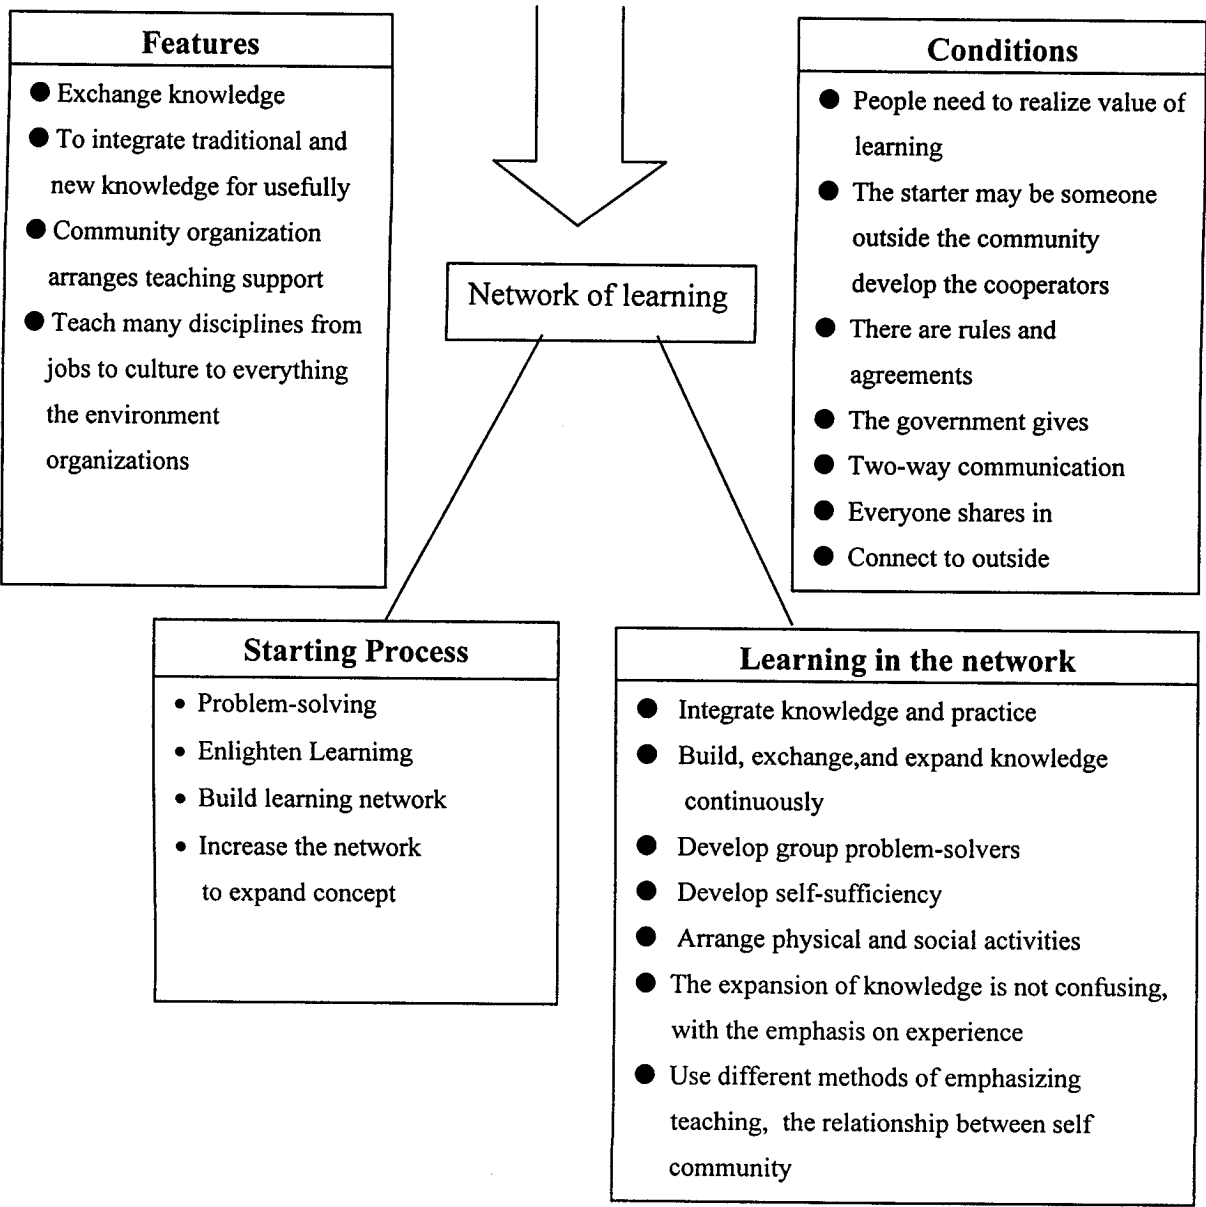 Features
● Exchange knowledge
● To integrate traditional and
new knowledge for usefully
● Community organization
arranges teaching support
● Teach many disciplines from
jobs to culture to everything
the environment
organizations
Network of learning
Conditions
● People need to realize value of
learning
● The starter may be someone
outside the community
develop the cooperators
● There are rules and
agreements
● The government gives
● Two-way communication
● Everyone shares in
● Connect to outside
Starting Process
• Problem-solving
• Enlighten Learnimg
• Build learning network
• Increase the network
to expand concept
Learning in the network
● Integrate knowledge and practice
● Build, exchange,and expand knowledge
continuously
● Develop group problem-solvers
● Develop self-sufficiency
● Arrange physical and social activities
● The expansion of knowledge is not confusing,
with the emphasis on experience
● Use different methods of emphasizing
teaching, the relationship between self
community